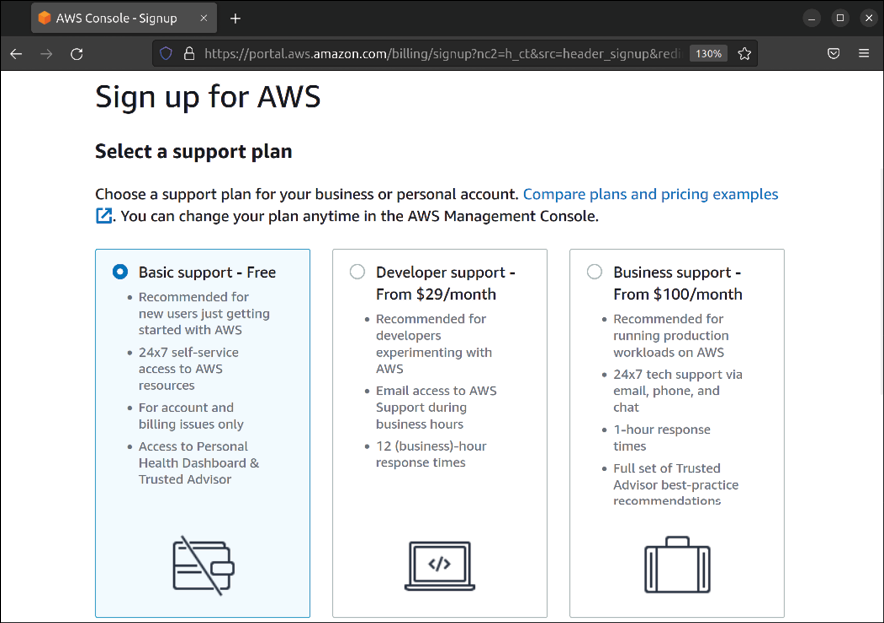 AWS Console - Signup
https://portal.aws.amazon.com/billing/signup?nc2=h_ct&src=header_signup&redi
130%
Sign up for AWS
Select a support plan
Choose a support plan for your business or personal account. Compare plans and pricing examples
. You can change your plan anytime in the AWS Management Console.
Basic support - Free
• Recommended for
new users just getting
started with AWS
• 24x7 self-service
access to AWS
resources
• For account and
billing issues only
• Access to Personal
Health Dashboard &
Trusted Advisor
Developer support -
From $29/month
• Recommended for
developers
experimenting with
AWS
• Email access to AWS
Support during
business hours
• 12 (business)-hour
response times
</>
Business support -
From $100/month
• Recommended for
running production
workloads on AWS
• 24x7 tech support via
email, phone, and
chat
• 1-hour response
times
• Full set of Trusted
Advisor best-practice
recommendations